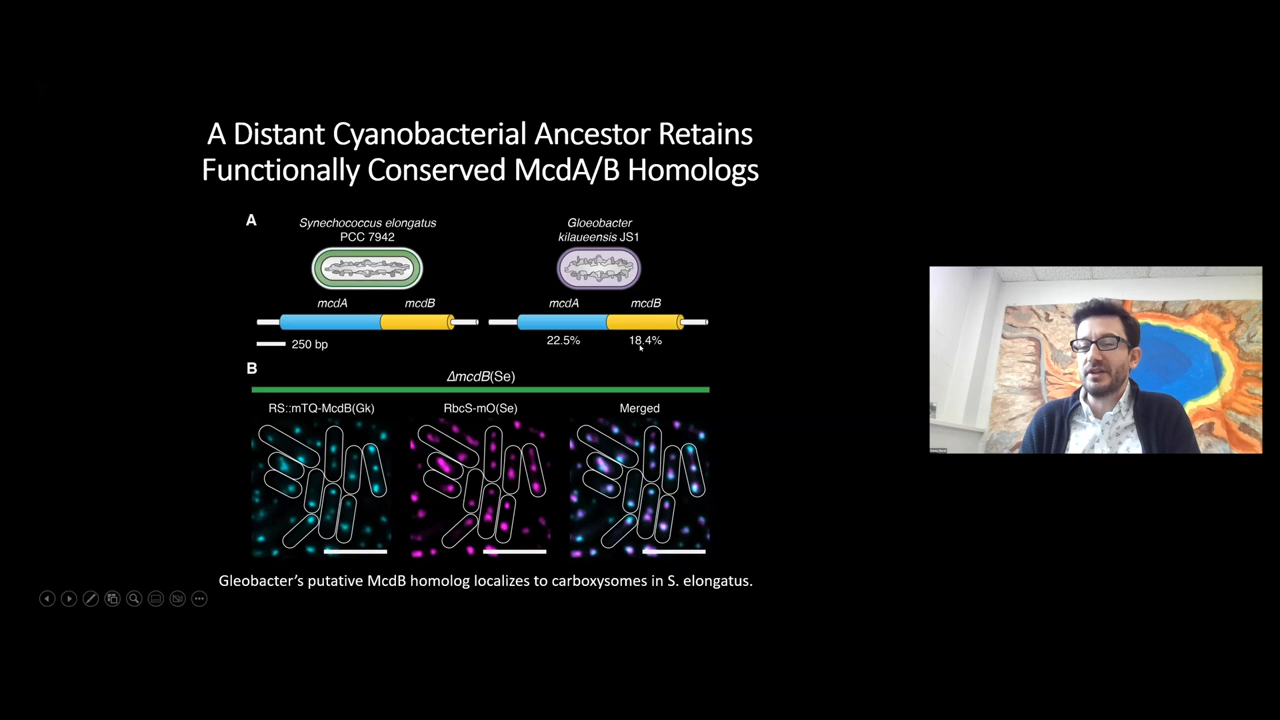 A Distant Cyanobacterial Ancestor Retains
Functionally Conserved McdA/B Homologs
A
Synechococcus elongatus
PCC 7942
Gloeobacter
kilaueensis JS1
mcdA
mcdB
mcdA
mcdB
250 bp
22.5%
18.4%
B
ΔmcdB(Se)
RS::mTQ-McdB(Gk)
RbcS-mO(Se)
Merged
Gleobacter's putative McdB homolog localizes to carboxysomes in S. elongatus.